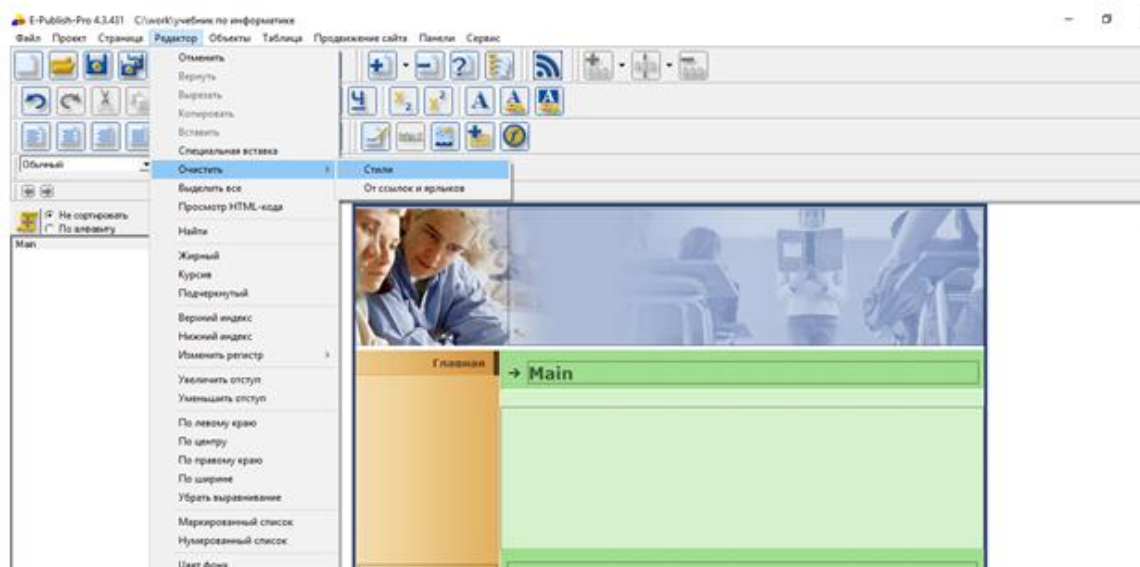 E-Publish-Pro 4.3.431 C:\work\учебник по информатике
Файл Проект Страница Редактор Объекты Таблица Продвижение сайта Панели Сервис
Отменить
Вернуть
Вырезать
Копировать
Вставить
Специальная вставка
Обычный
Очистить
Стили
Выделить все
От ссылок и ярлыков
Просмотр HTML-кода
Не сортировать
По алфавиту
Найти
Main
Жирный
Курсив
Подчеркнутый
Верхний индекс
Нижний индекс
Изменить регистр
Главная
→ Main
Увеличить отступ
Уменьшить отступ
По левому краю
По центру
По правому краю
По ширине
Убрать выравнивание
Маркированный список
Нумерованный список
Цвет фона